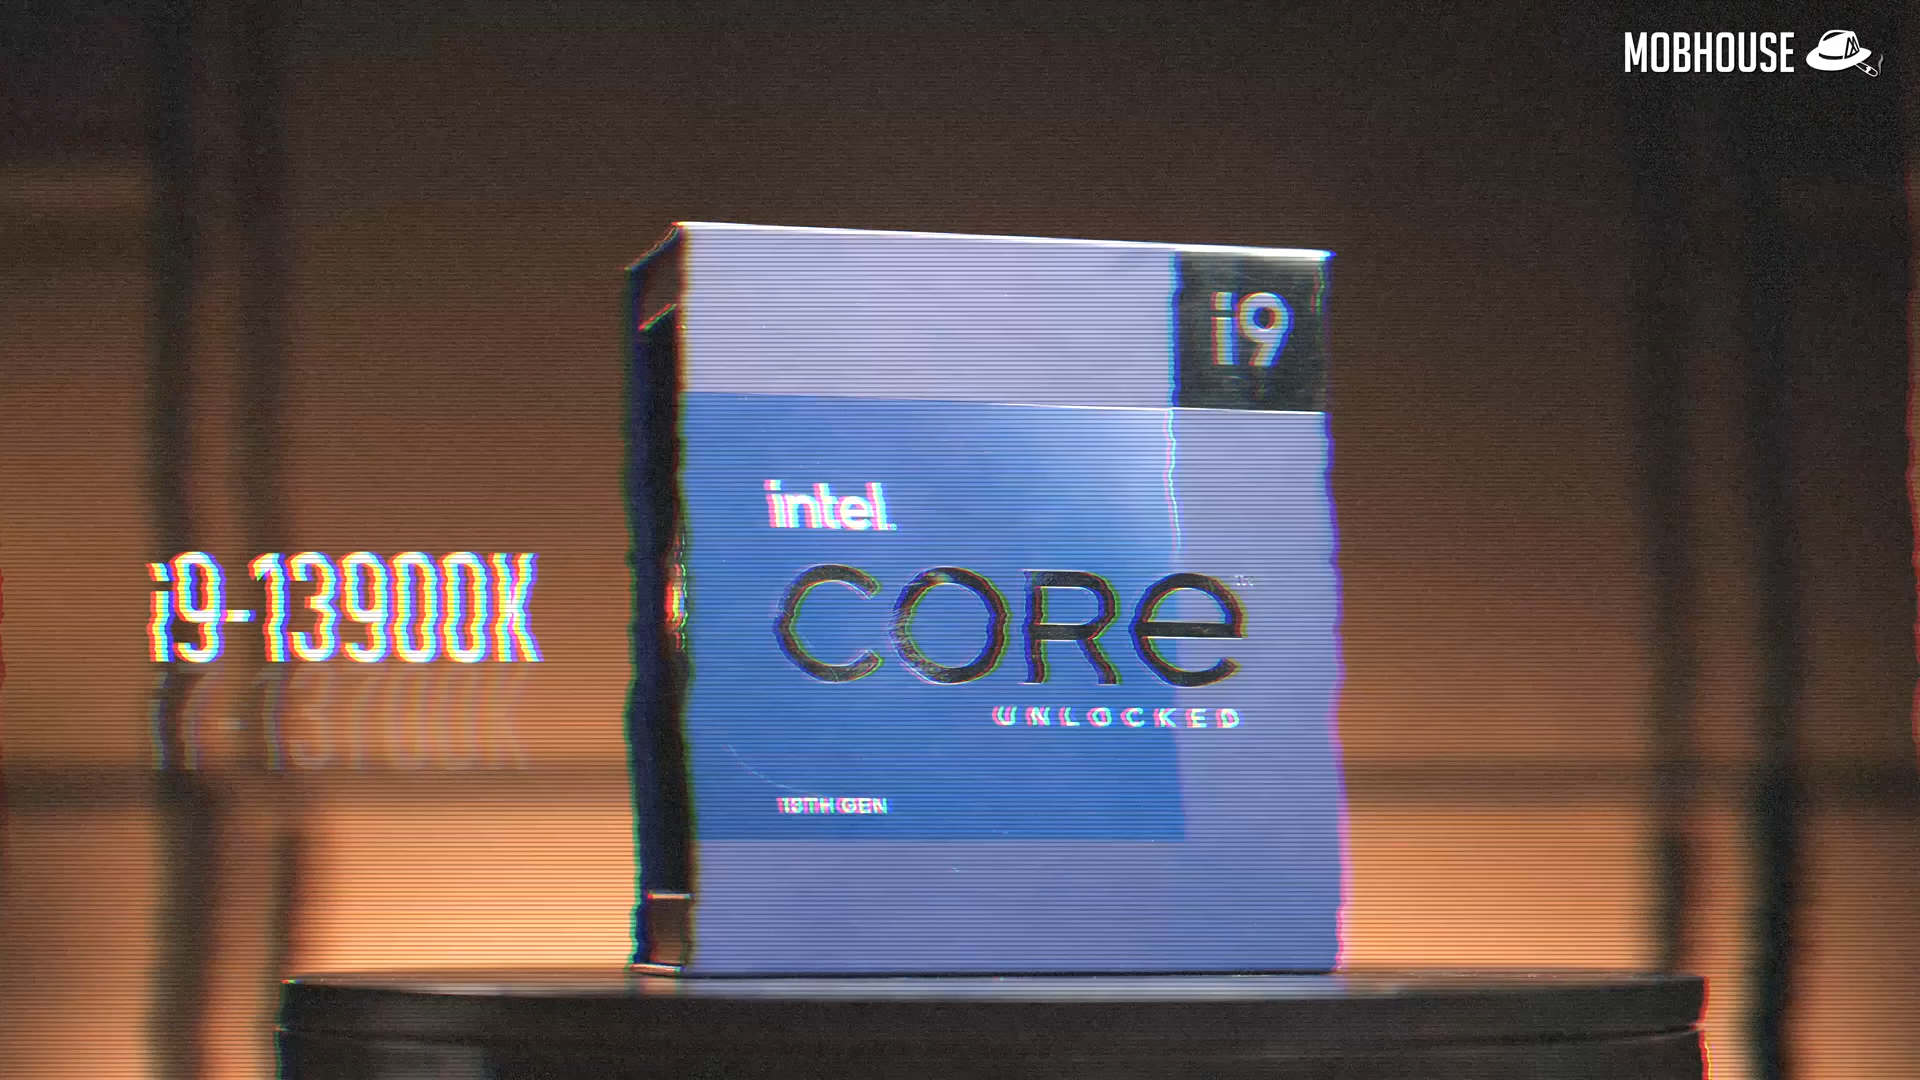 MOBHOUSE
i9
intel.
CORE
UNLOCKED
i9-13900K
13TH GEN